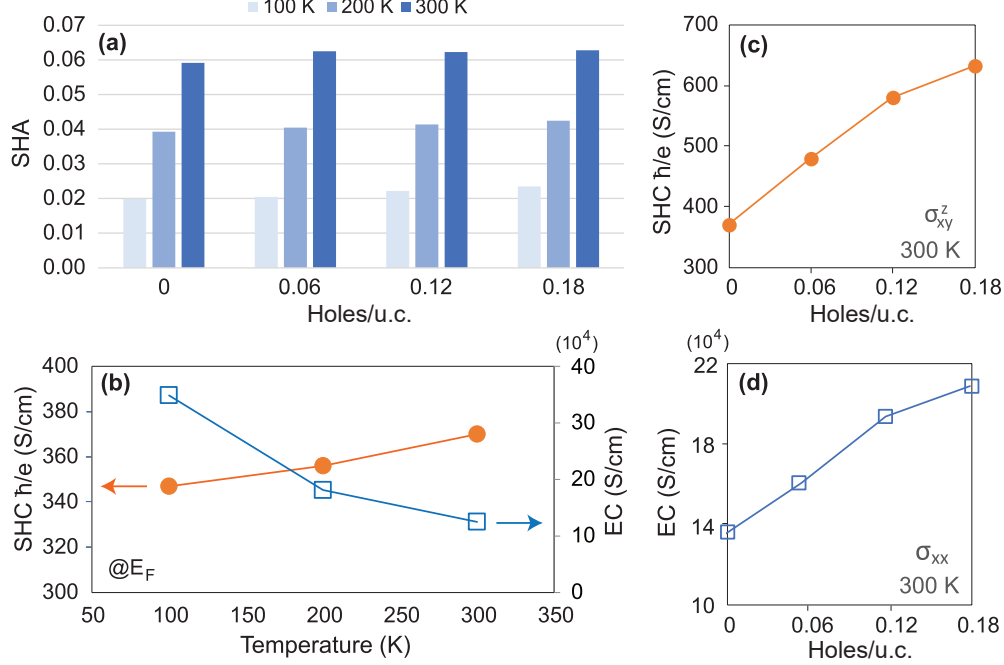 100 K 200 K 300 K
(a)
SHA
0.07
0.06
0.05
0.04
0.03
0.02
0.01
0.00
0 0.06 0.12 0.18
Holes/u.c.
(c)
SHC ħ/e (S/cm)
700
600
500
400
300
σzxy
300 K
0 0.06 0.12 0.18
Holes/u.c.
(b)
SHC ħ/e (S/cm)
400
380
360
340
320
300
@EF
50 100 150 200 250 300 350
Temperature (K)
(10⁴)
40
30
20
10
0
EC (S/cm)
(10⁴)
(d)
EC (S/cm)
22
18
14
10
σxx
300 K
0 0.06 0.12 0.18
Holes/u.c.